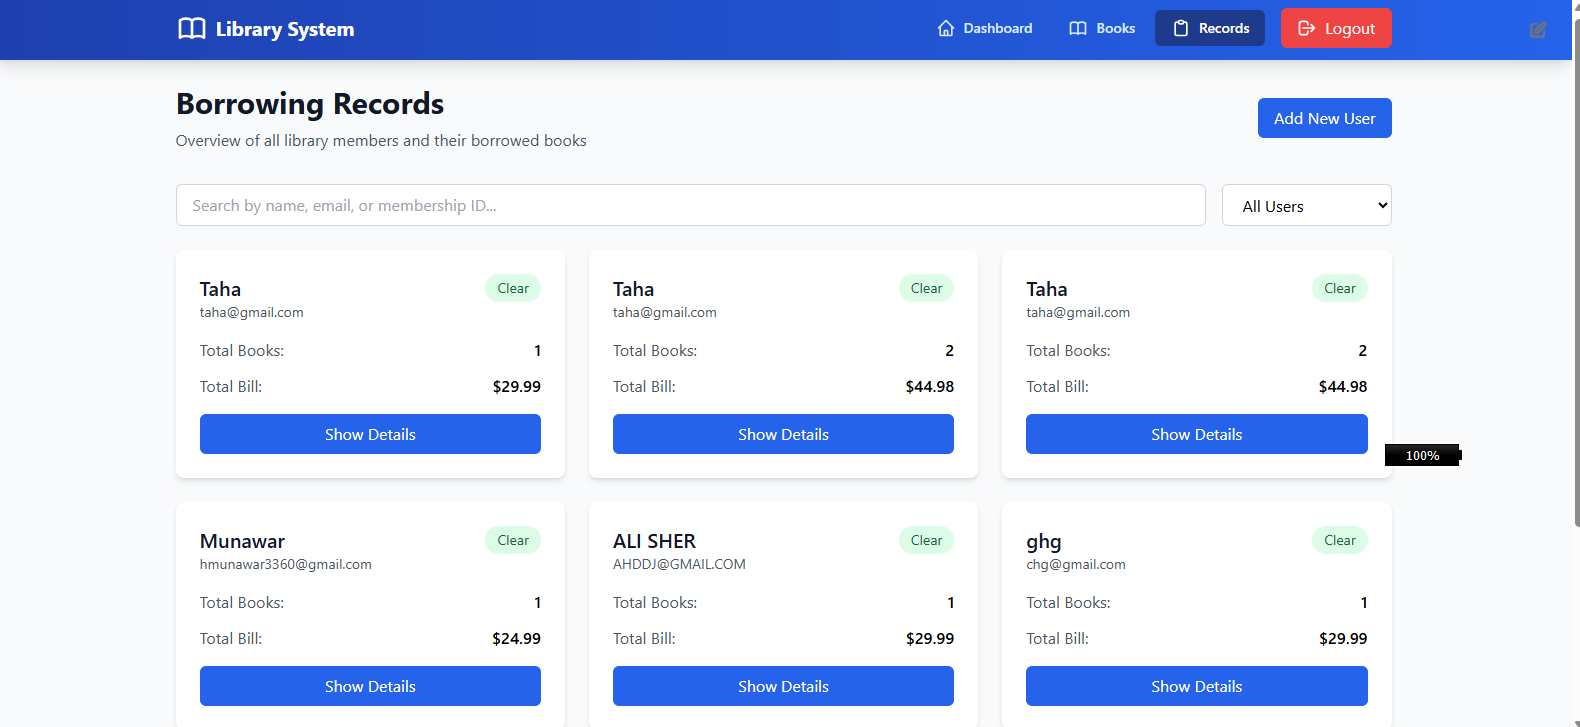 Library System
Dashboard
Books
Records
Logout
Borrowing Records
Overview of all library members and their borrowed books
Add New User
Search by name, email, or membership ID...
All Users
Taha
Clear
taha@gmail.com
Total Books: 1
Total Bill: $29.99
Show Details
Taha
Clear
taha@gmail.com
Total Books: 2
Total Bill: $44.98
Show Details
Taha
Clear
taha@gmail.com
Total Books: 2
Total Bill: $44.98
Show Details
100%
Munawar
Clear
hmunawar3360@gmail.com
Total Books: 1
Total Bill: $24.99
Show Details
ALI SHER
Clear
AHDDJ@GMAIL.COM
Total Books: 1
Total Bill: $29.99
Show Details
ghg
Clear
chg@gmail.com
Total Books: 1
Total Bill: $29.99
Show Details